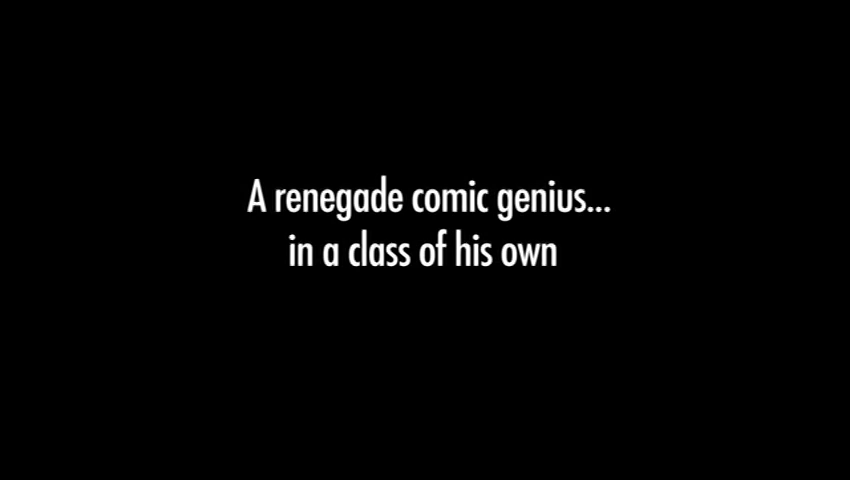 A renegade comic genius...
in a class of his own